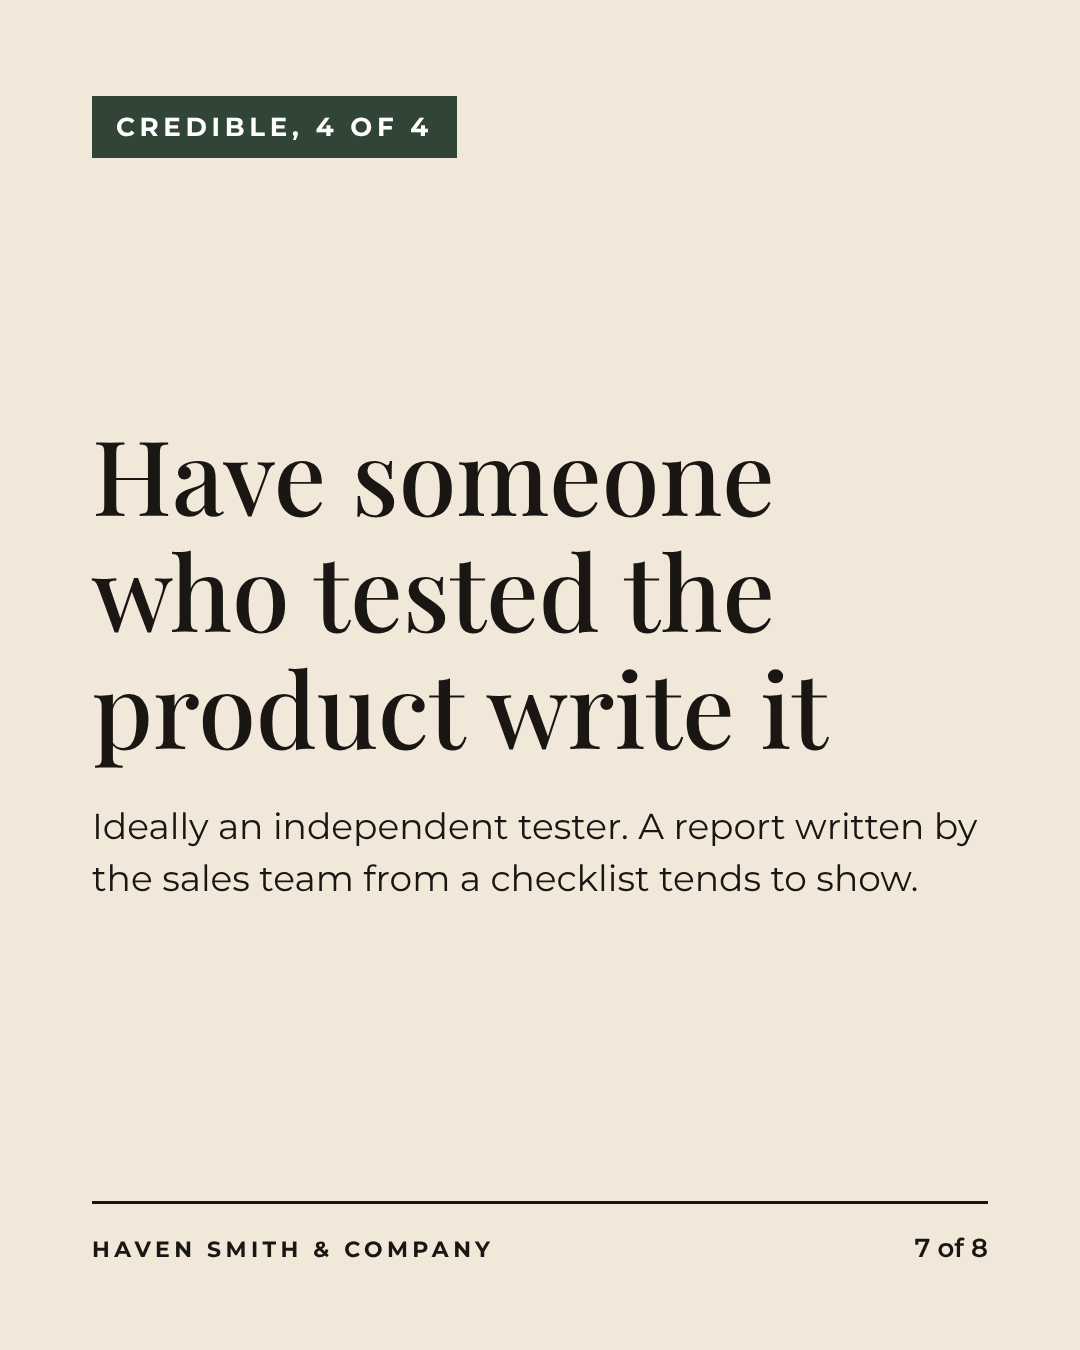 CREDIBLE, 4 OF 4
Have someone
who tested the
product write it
Ideally an independent tester. A report written by
the sales team from a checklist tends to show.
HAVEN SMITH & COMPANY
7 of 8